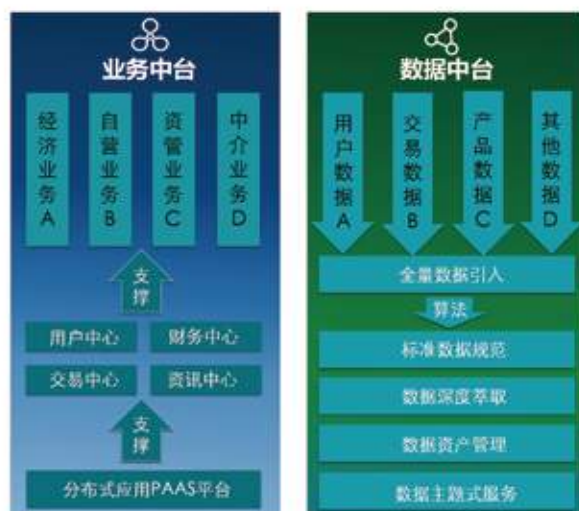 业务中台
经济业务A
自营业务B
资管业务C
中介业务D
支撑
用户中心
财务中心
交易中心
资讯中心
支撑
分布式应用PAAS平台
数据中台
用户数据A
交易数据B
产品数据C
其他数据D
全量数据引入
算法
标准数据规范
数据深度萃取
数据资产管理
数据主题式服务